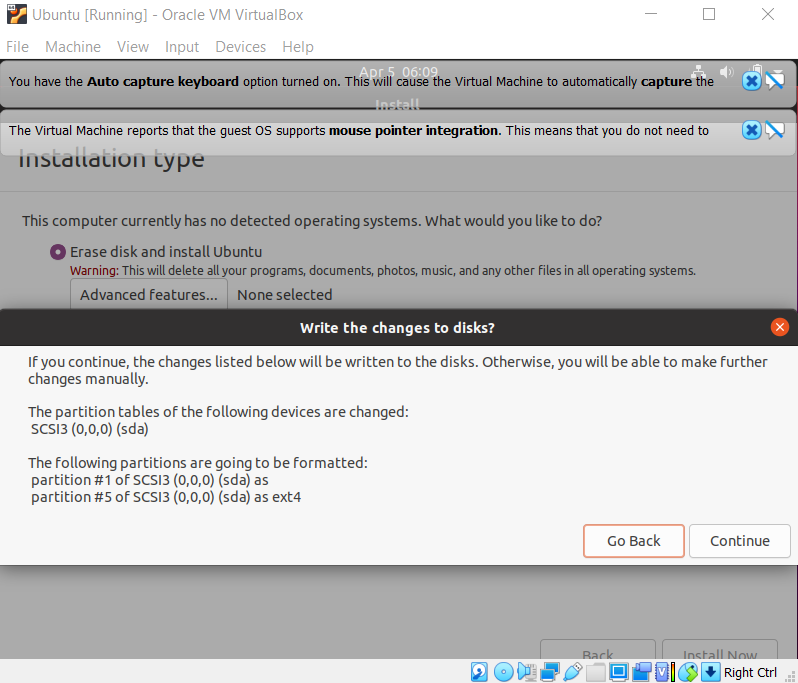 Ubuntu [Running] - Oracle VM VirtualBox
File Machine View Input Devices Help
Apr 5 06:09
You have the Auto capture keyboard option turned on. This will cause the Virtual Machine to automatically capture the
Install
The Virtual Machine reports that the guest OS supports mouse pointer integration. This means that you do not need to
Installation type
This computer currently has no detected operating systems. What would you like to do?
Erase disk and install Ubuntu
Warning: This will delete all your programs, documents, photos, music, and any other files in all operating systems.
Advanced features... None selected
Write the changes to disks?
If you continue, the changes listed below will be written to the disks. Otherwise, you will be able to make further
changes manually.
The partition tables of the following devices are changed:
SCSI3 (0,0,0) (sda)
The following partitions are going to be formatted:
partition #1 of SCSI3 (0,0,0) (sda) as
partition #5 of SCSI3 (0,0,0) (sda) as ext4
Go Back Continue
Back Install Now
Right Ctrl